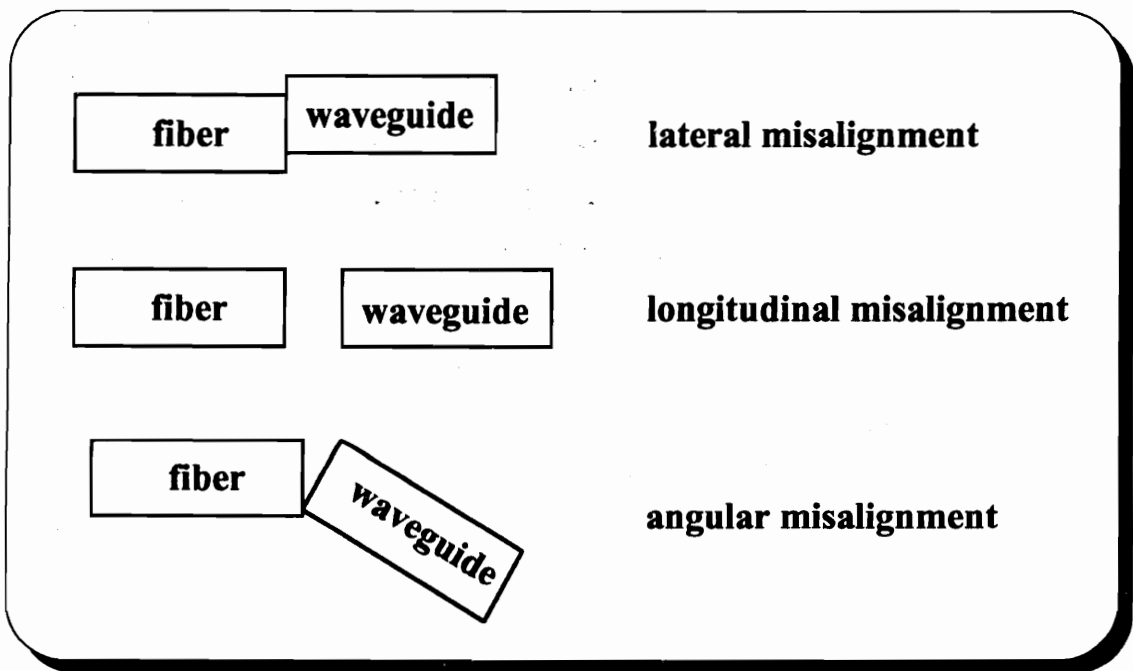 fiber
waveguide
lateral misalignment
fiber
waveguide
longitudinal misalignment
fiber
waveguide
angular misalignment